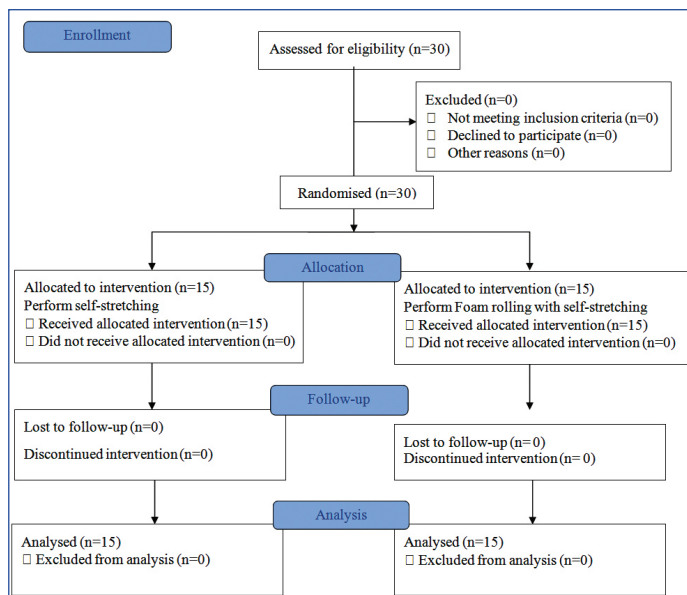 Enrollment
Assessed for eligibility (n=30)
Excluded (n=0)
□ Not meeting inclusion criteria (n=0)
□ Declined to participate (n=0)
□ Other reasons (n=0)
Randomised (n=30)
Allocation
Allocated to intervention (n=15)
Perform self-stretching
□ Received allocated intervention (n=15)
□ Did not receive allocated intervention (n=0)
Allocated to intervention (n=15)
Perform Foam rolling with self-stretching
□ Received allocated intervention (n=15)
□ Did not receive allocated intervention (n=0)
Follow-up
Lost to follow-up (n=0)
Discontinued intervention (n=0)
Lost to follow-up (n= 0)
Discontinued intervention (n= 0)
Analysis
Analysed (n=15)
□ Excluded from analysis (n=0)
Analysed (n=15)
□ Excluded from analysis (n=0)